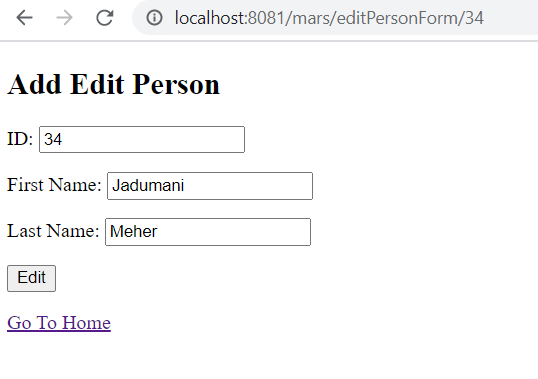 localhost:8081/mars/editPersonForm/34
Add Edit Person
ID: 34
First Name: Jadumani
Last Name: Meher
Edit
Go To Home